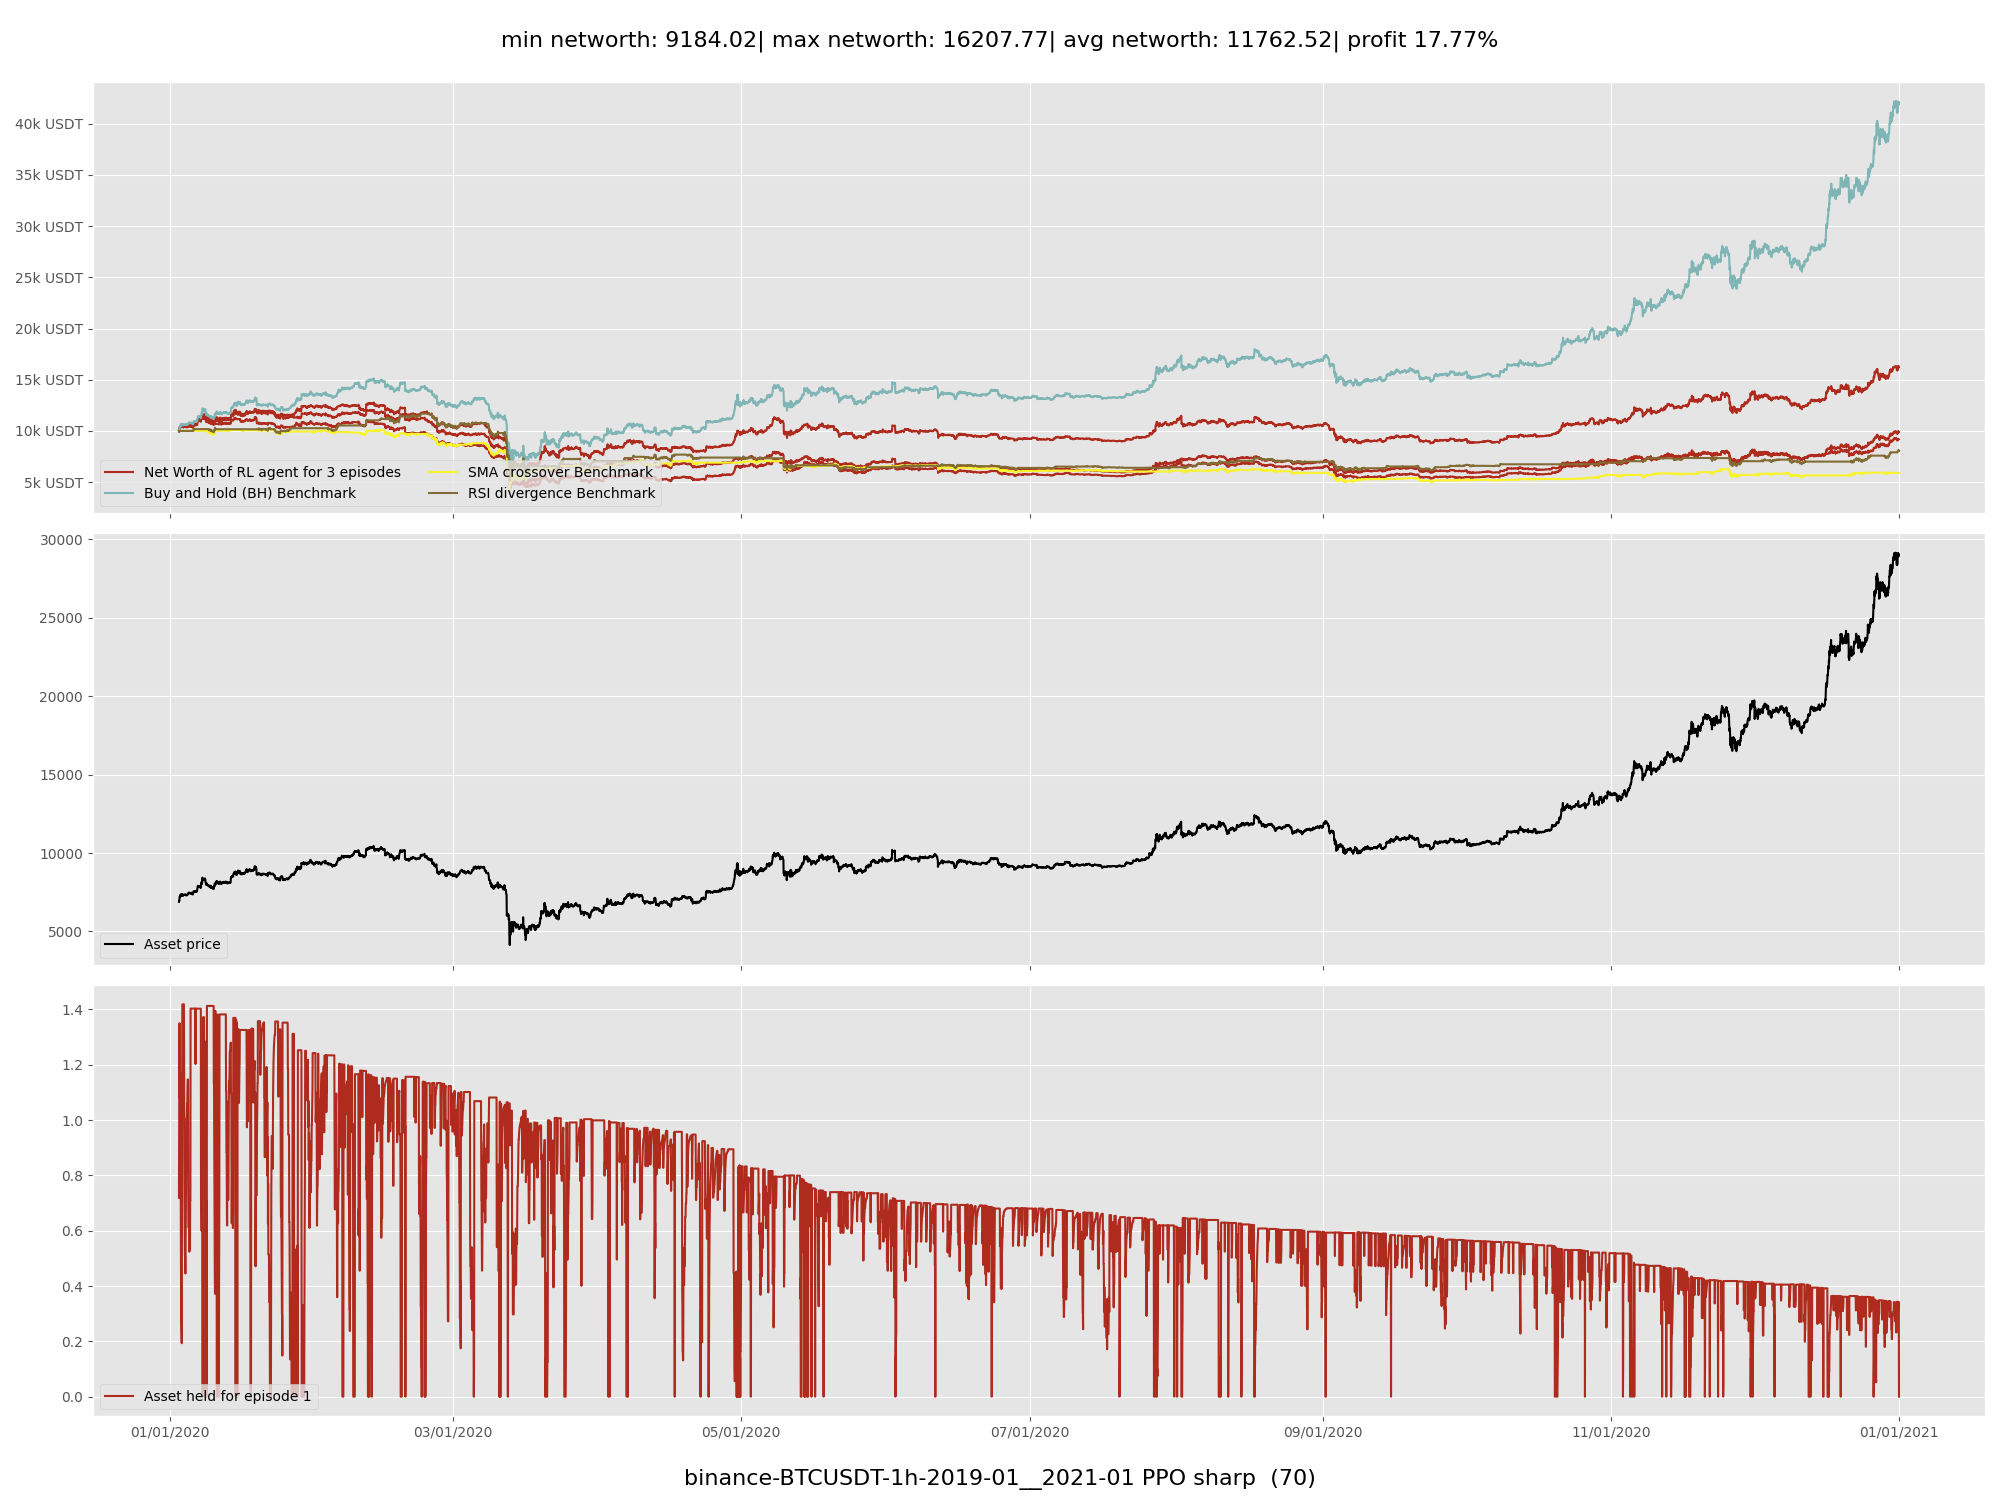 min networth: 9184.02| max networth: 16207.77| avg networth: 11762.52| profit 17.77%
40k USDT
35k USDT
30k USDT
25k USDT
20k USDT
15k USDT
10k USDT
5k USDT
Net Worth of RL agent for 3 episodes
Buy and Hold (BH) Benchmark
SMA crossover Benchmark
RSI divergence Benchmark
30000
25000
20000
15000
10000
5000
Asset price
1.4
1.2
1.0
0.8
0.6
0.4
0.2
0.0
Asset held for episode 1
01/01/2020 03/01/2020 05/01/2020 07/01/2020 09/01/2020 11/01/2020 01/01/2021
binance-BTCUSDT-1h-2019-01__2021-01 PPO sharp  (70)